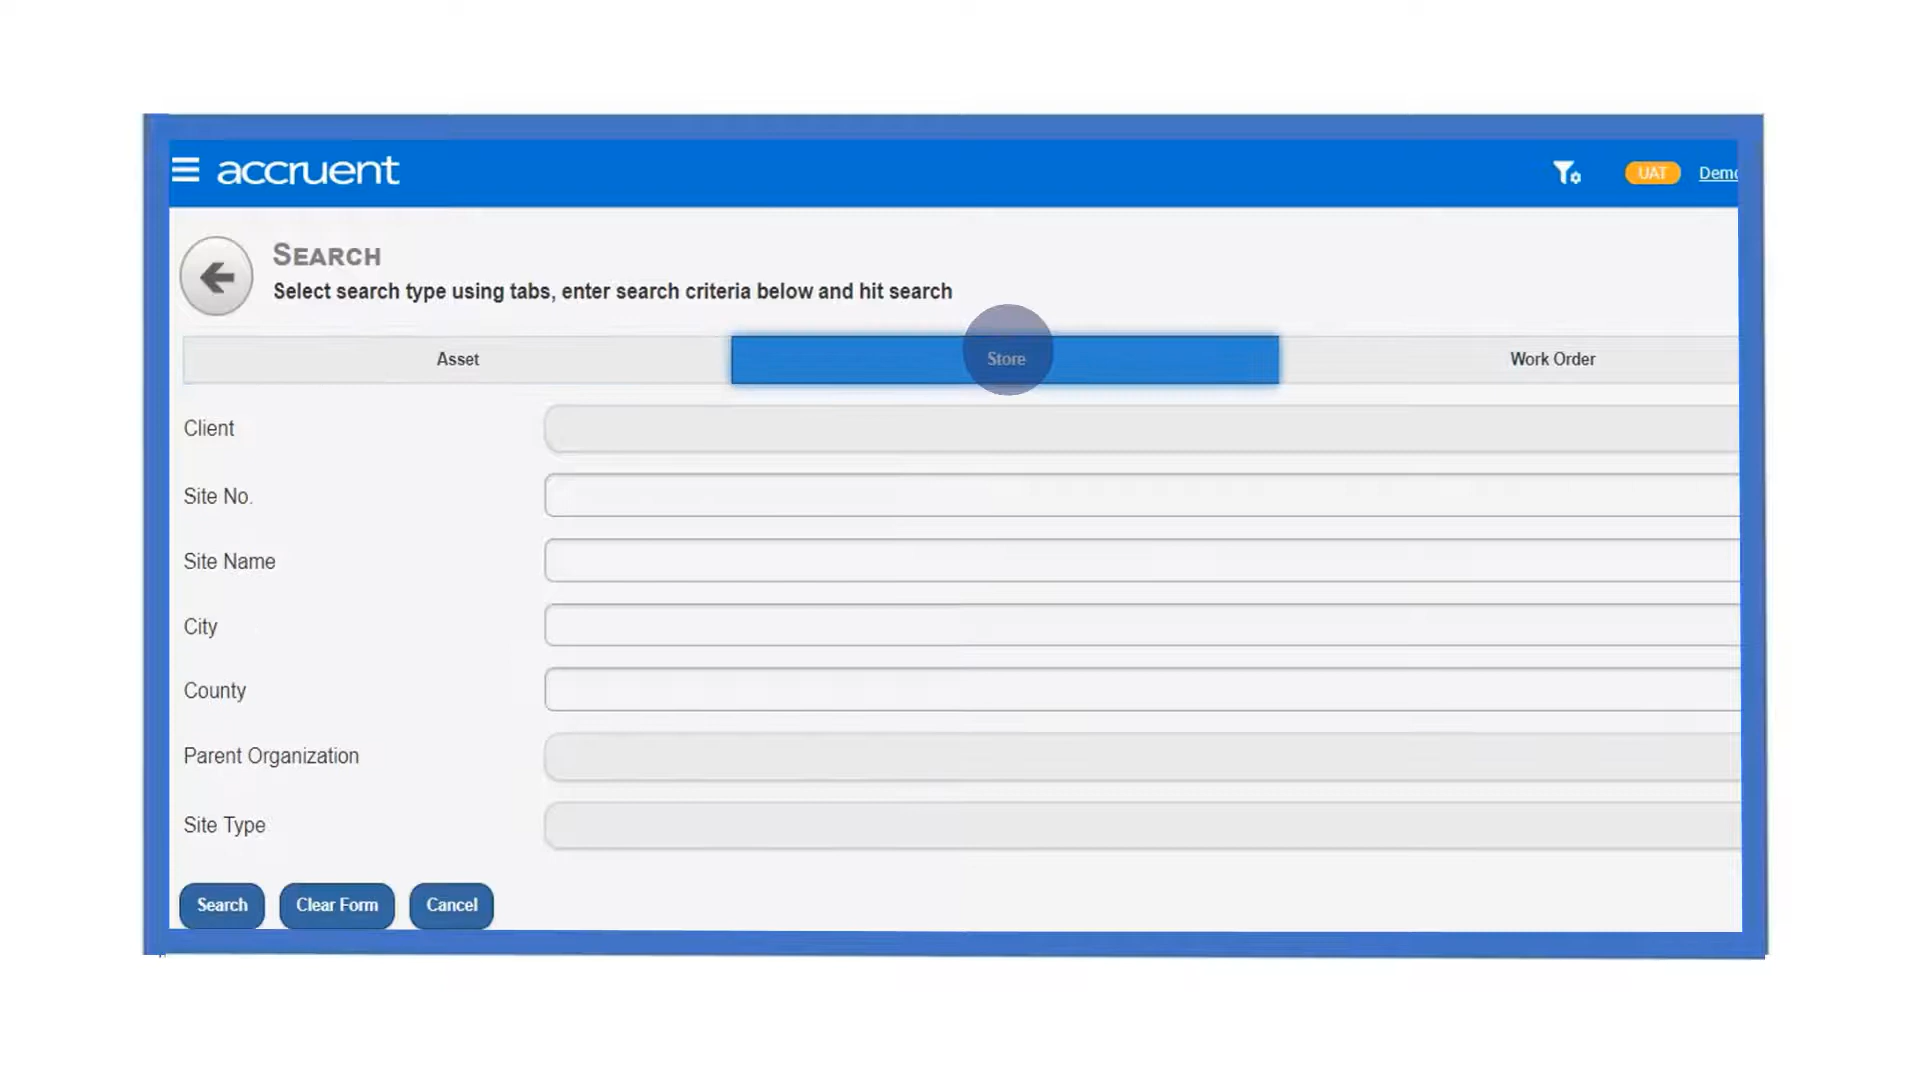 accruent
UAT
Demo
SEARCH
Select search type using tabs, enter search criteria below and hit search
Asset
Store
Work Order
Client
Site No.
Site Name
City
County
Parent Organization
Site Type
Search
Clear Form
Cancel